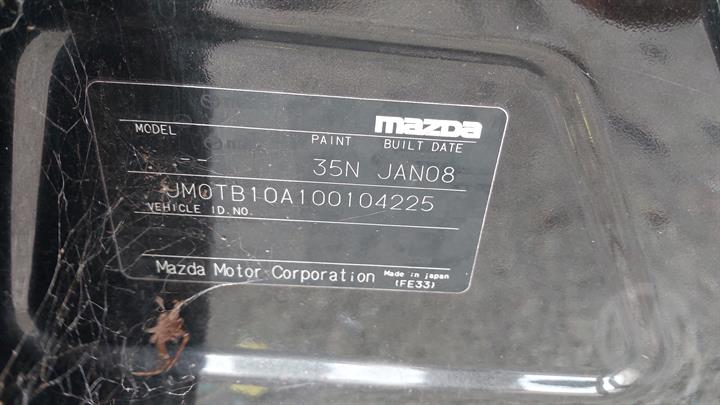 mazda
MODEL PAINT BUILT DATE
-- 35N JAN08
JM0TB10A100104225
VEHICLE ID.NO.
Mazda Motor Corporation Made in japan
(FE33)